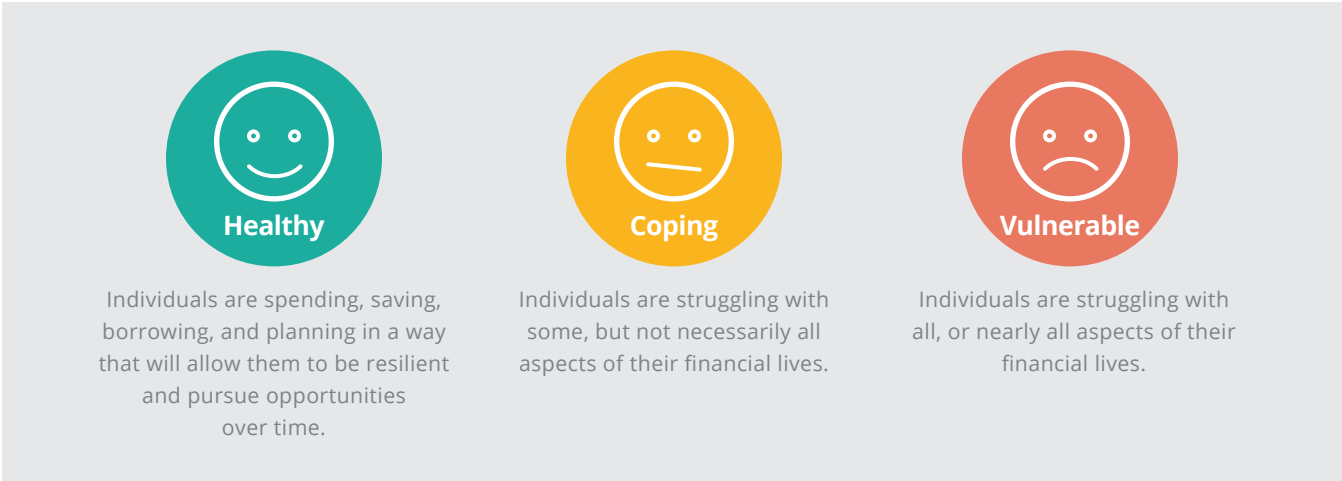 Healthy
Individuals are spending, saving,
borrowing, and planning in a way
that will allow them to be resilient
and pursue opportunities
over time.
Coping
Individuals are struggling with
some, but not necessarily all
aspects of their financial lives.
Vulnerable
Individuals are struggling with
all, or nearly all aspects of their
financial lives.